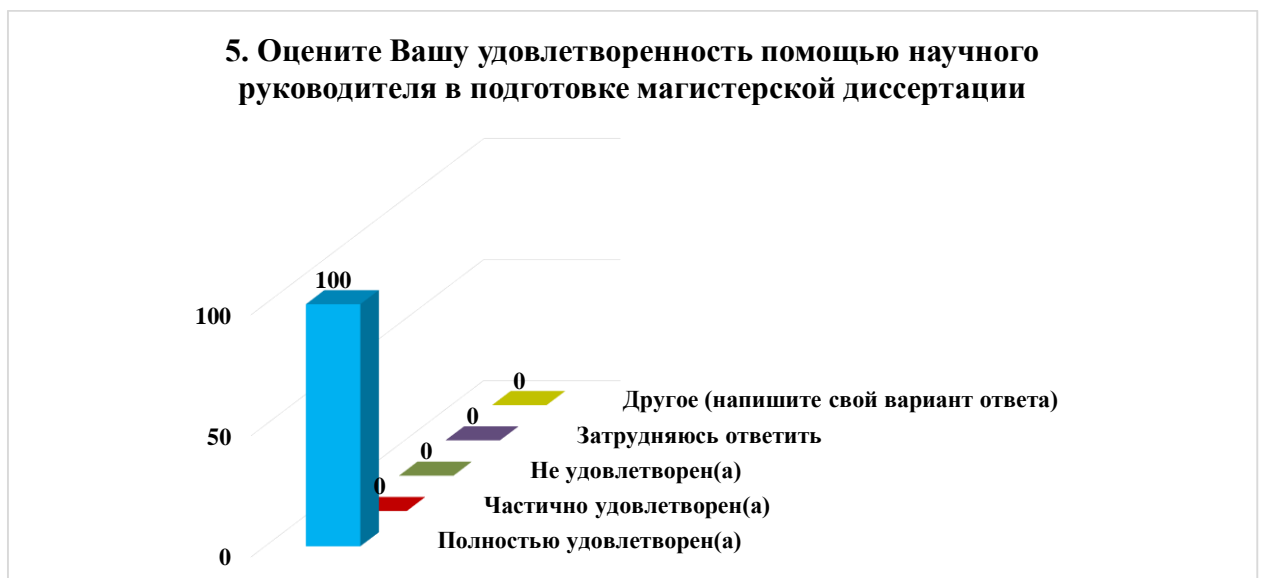 5. Оцените Вашу удовлетворенность помощью научного
руководителя в подготовке магистерской диссертации
100
100
50
0
0
0
0
0
Другое (напишите свой вариант ответа)
Затрудняюсь ответить
Не удовлетворен(а)
Частично удовлетворен(а)
Полностью удовлетворен(а)